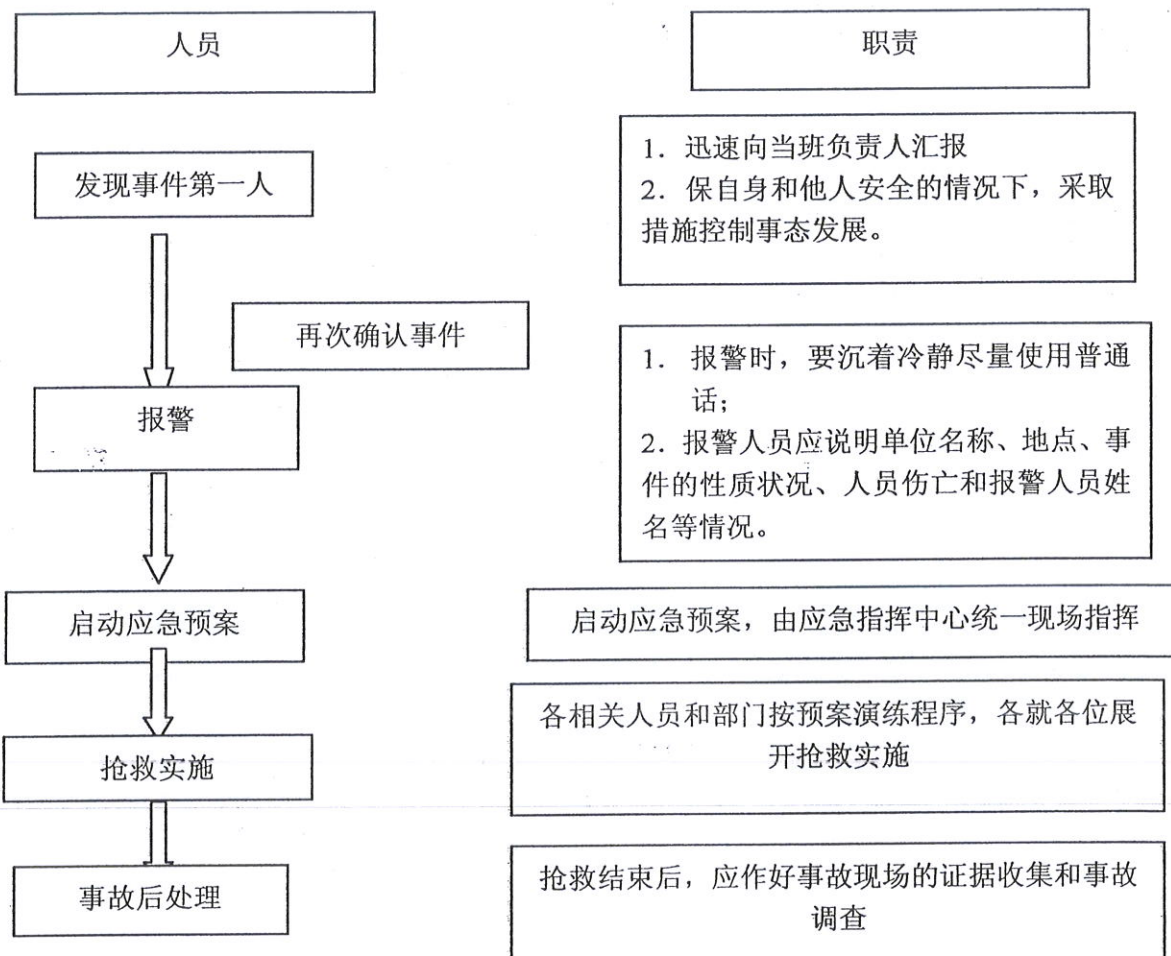 人员
职责
发现事件第一人
1. 迅速向当班负责人汇报
2. 保自身和他人安全的情况下，采取
措施控制事态发展。
再次确认事件
报警
1. 报警时，要沉着冷静尽量使用普通
话；
2. 报警人员应说明单位名称、地点、事
件的性质状况、人员伤亡和报警人员姓
名等情况。
启动应急预案
启动应急预案，由应急指挥中心统一现场指挥
抢救实施
各相关人员和部门按预案演练程序，各就各位展
开抢救实施
事故后处理
抢救结束后，应作好事故现场的证据收集和事故
调查